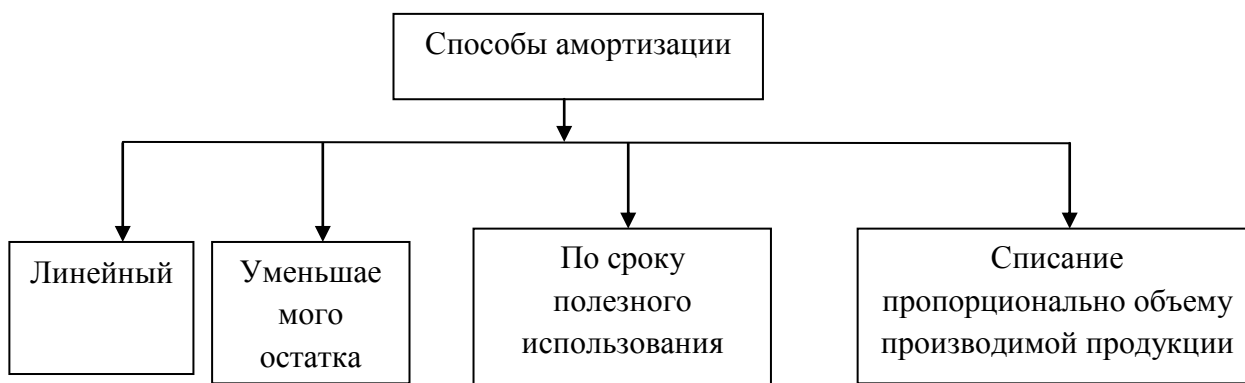 Способы амортизации
Линейный
Уменьшае
мого
остатка
По сроку
полезного
использования
Списание
пропорционально объему
производимой продукции